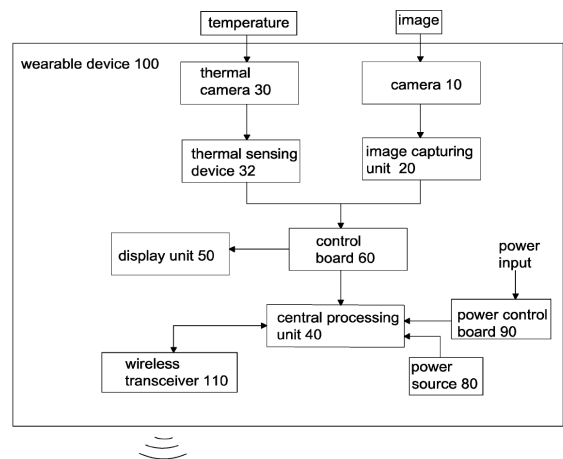 temperature
image
wearable device 100
thermal
camera 30
camera 10
thermal sensing
device 32
image capturing
unit 20
control
board 60
display unit 50
power
input
central processing
unit 40
power control
board 90
wireless
transceiver 110
power
source 80